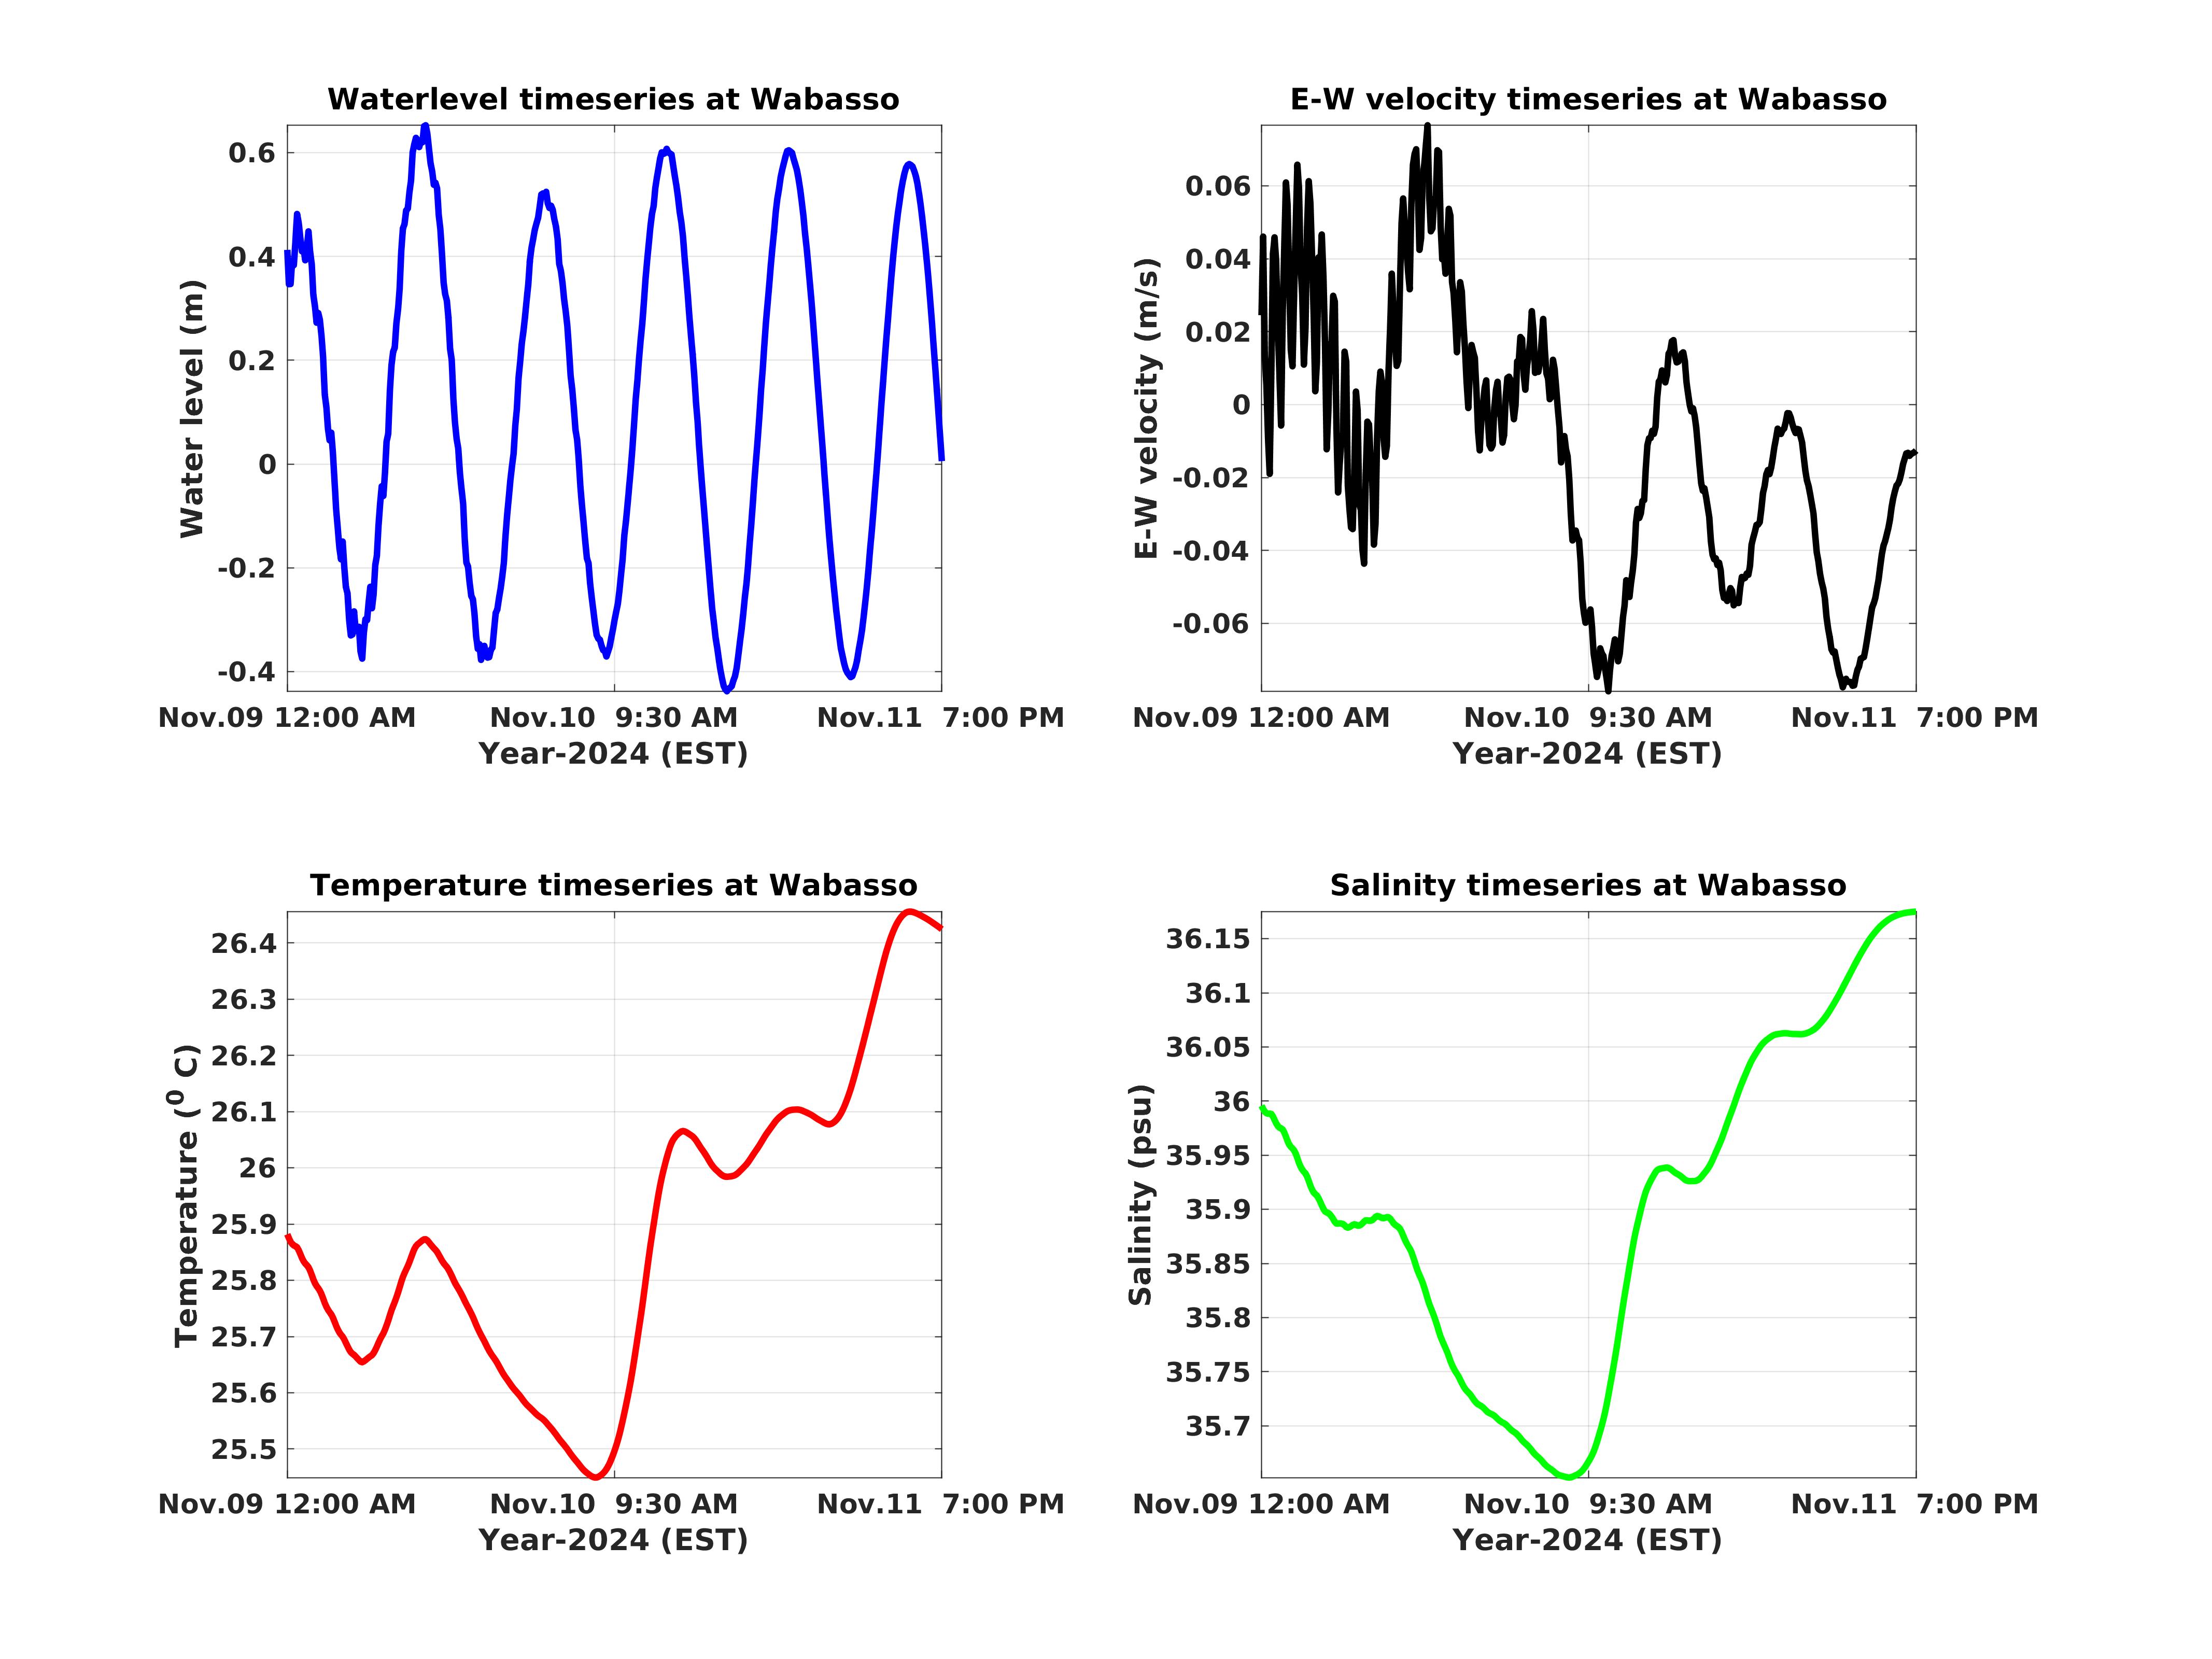 Waterlevel timeseries at Wabasso
0.6
0.4
0.2
0
-0.2
-0.4
Water level (m)
Nov.09 12:00 AM Nov.10 9:30 AM Nov.11 7:00 PM
Year-2024 (EST)
E-W velocity timeseries at Wabasso
0.06
0.04
0.02
0
-0.02
-0.04
-0.06
E-W velocity (m/s)
Nov.09 12:00 AM Nov.10 9:30 AM Nov.11 7:00 PM
Year-2024 (EST)
Temperature timeseries at Wabasso
26.4
26.3
26.2
26.1
26
25.9
25.8
25.7
25.6
25.5
Temperature (⁰ C)
Nov.09 12:00 AM Nov.10 9:30 AM Nov.11 7:00 PM
Year-2024 (EST)
Salinity timeseries at Wabasso
36.15
36.1
36.05
36
35.95
35.9
35.85
35.8
35.75
35.7
Salinity (psu)
Nov.09 12:00 AM Nov.10 9:30 AM Nov.11 7:00 PM
Year-2024 (EST)